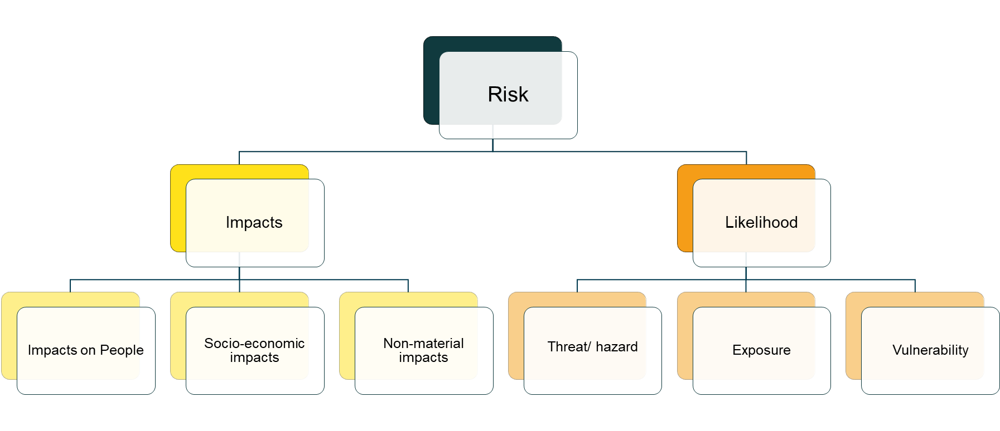 Risk
Impacts
Likelihood
Impacts on People
Socio-economic
impacts
Non-material
impacts
Threat/ hazard
Exposure
Vulnerability